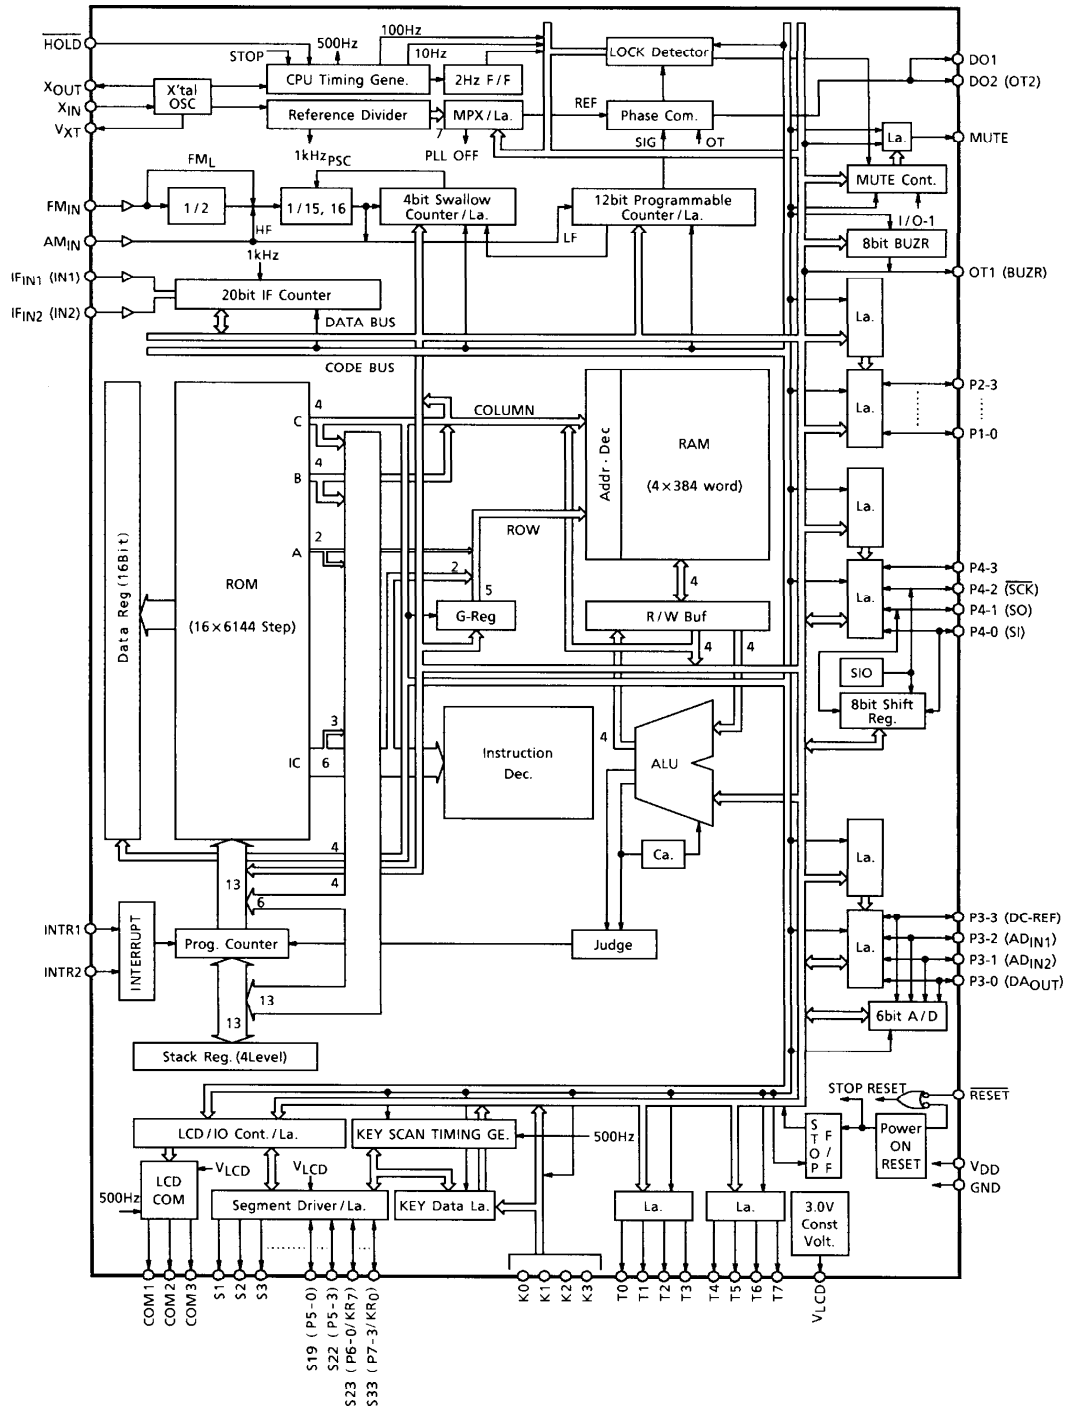 HOLD
STOP
500Hz
100Hz
10Hz
LOCK Detector
DO1
DO2 (OT2)
XOUT
XIN
VXT
X'tal
OSC
CPU Timing Gene.
2Hz F/F
Reference Divider
7
MPX/La.
REF
Phase Com.
SIG
OT
La.
MUTE
1kHz
PSC
PLL OFF
MUTE Cont.
FML
FMIN
1/2
HF
1/15, 16
4bit Swallow
Counter/La.
LF
12bit Programmable
Counter/La.
I/O-1
8bit BUZR
AMIN
1kHz
OT1 (BUZR)
IFIN1 (IN1)
IFIN2 (IN2)
20bit IF Counter
DATA BUS
CODE BUS
La.
La.
P2-3
P1-0
Data Reg (16Bit)
ROM
(16×6144 Step)
C
4
B
4
A
2
IC
3
6
COLUMN
ROW
2
5
G-Reg
Addr・Dec
RAM
(4×384 word)
4
R/W Buf
4
4
La.
La.
P4-3
P4-2 (SCK)
P4-1 (SO)
P4-0 (SI)
SIO
8bit Shift
Reg.
Instruction
Dec.
4
ALU
Ca.
Judge
La.
La.
P3-3 (DC-REF)
P3-2 (ADIN1)
P3-1 (ADIN2)
P3-0 (DAOUT)
6bit A/D
4
4
13
6
INTR1
INTR2
INTERRUPT
Prog. Counter
13
13
Stack Reg. (4Level)
STOP RESET
RESET
STOP
F/F
Power
ON
RESET
VDD
GND
LCD/IO Cont./La.
KEY SCAN TIMING GE.
500Hz
LCD
COM
VLCD
500Hz
VLCD
Segment Driver/La.
KEY Data La.
La.
La.
3.0V
Const
Volt.
COM1
COM2
COM3
S1
S2
S3
S19 (P5-0)
S22 (P5-3)
S23 (P6-0/KR7)
S33 (P7-3/KR0)
K0
K1
K2
K3
T0
T1
T2
T3
T4
T5
T6
T7
VLCD